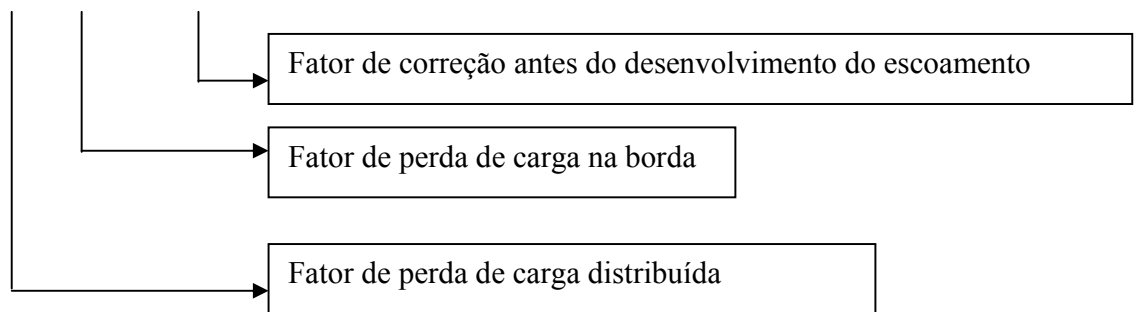 Fator de correção antes do desenvolvimento do escoamento
Fator de perda de carga na borda
Fator de perda de carga distribuída